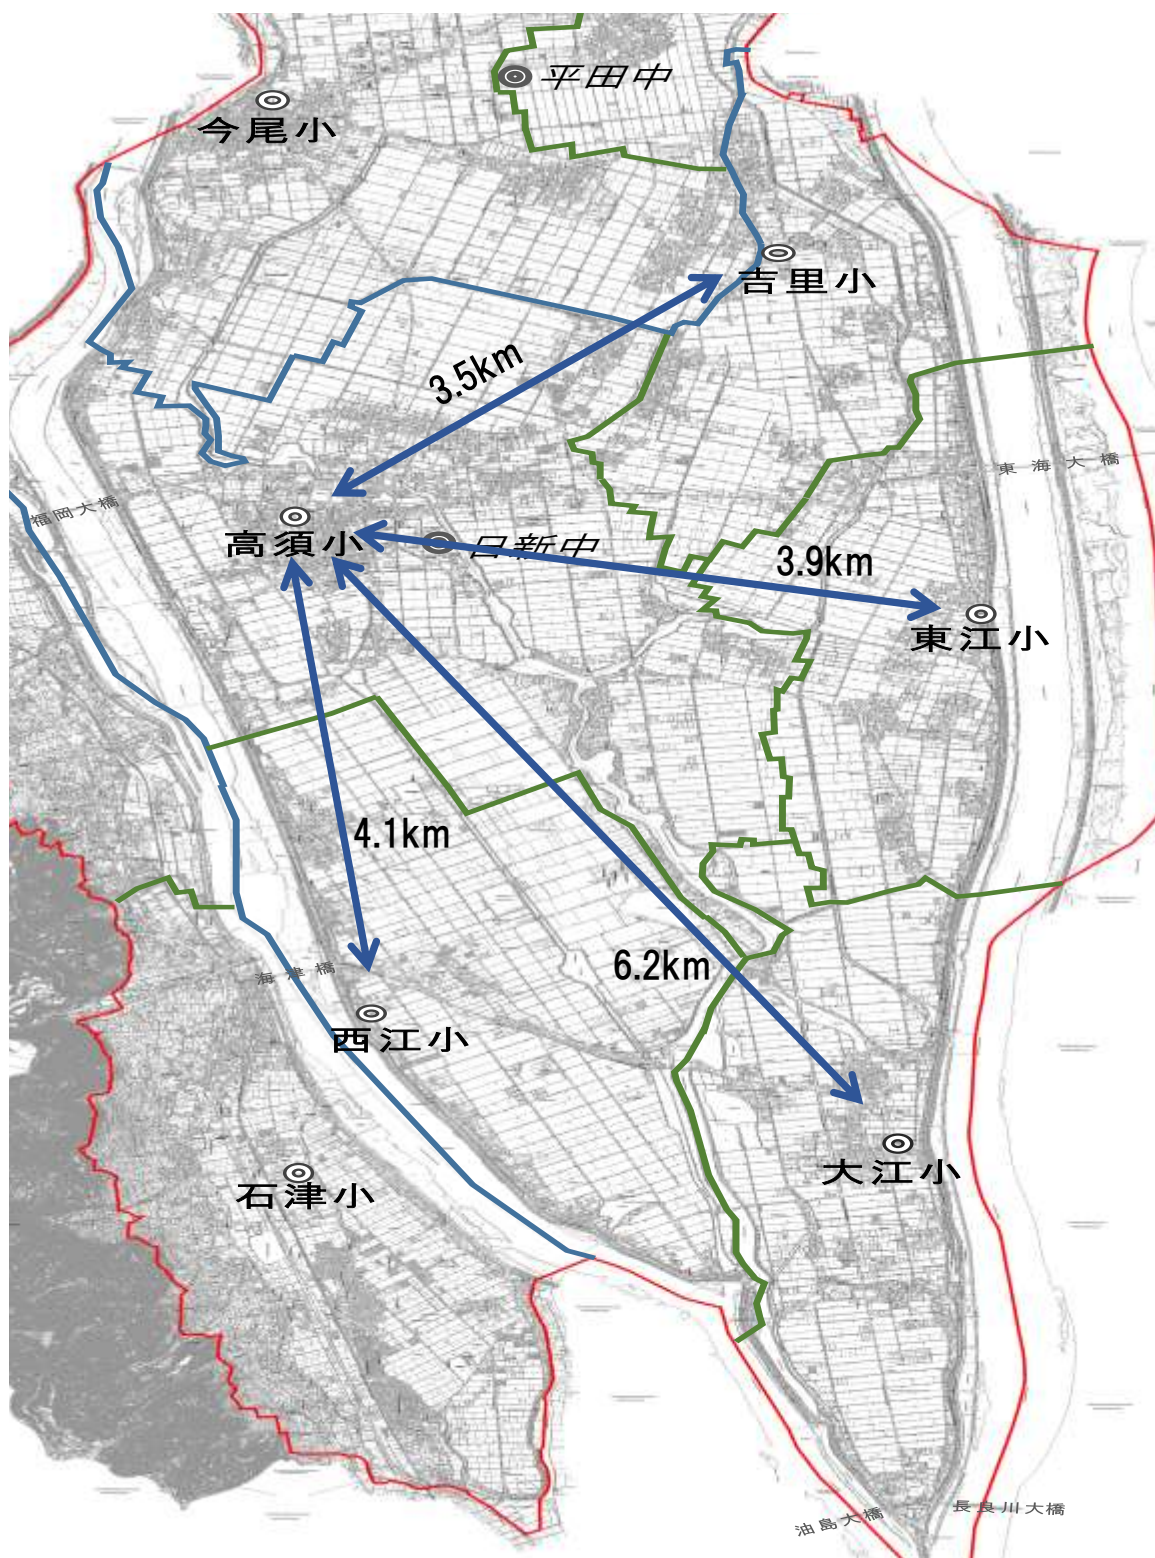 平田中
今尾小
吉里小
3.5km
東海大橋
福岡大橋
高須小
日新中
3.9km
東江小
4.1km
6.2km
海津橋
西江小
大江小
石津小
長良川大橋
油島大橋